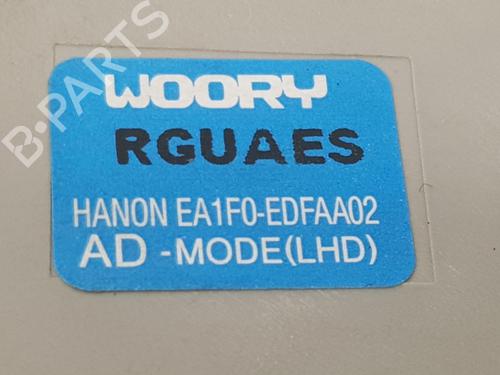 B-PARTS
WOORY
RGUAES
HANON EA1F0-EDFAA02
AD -MODE(LHD)